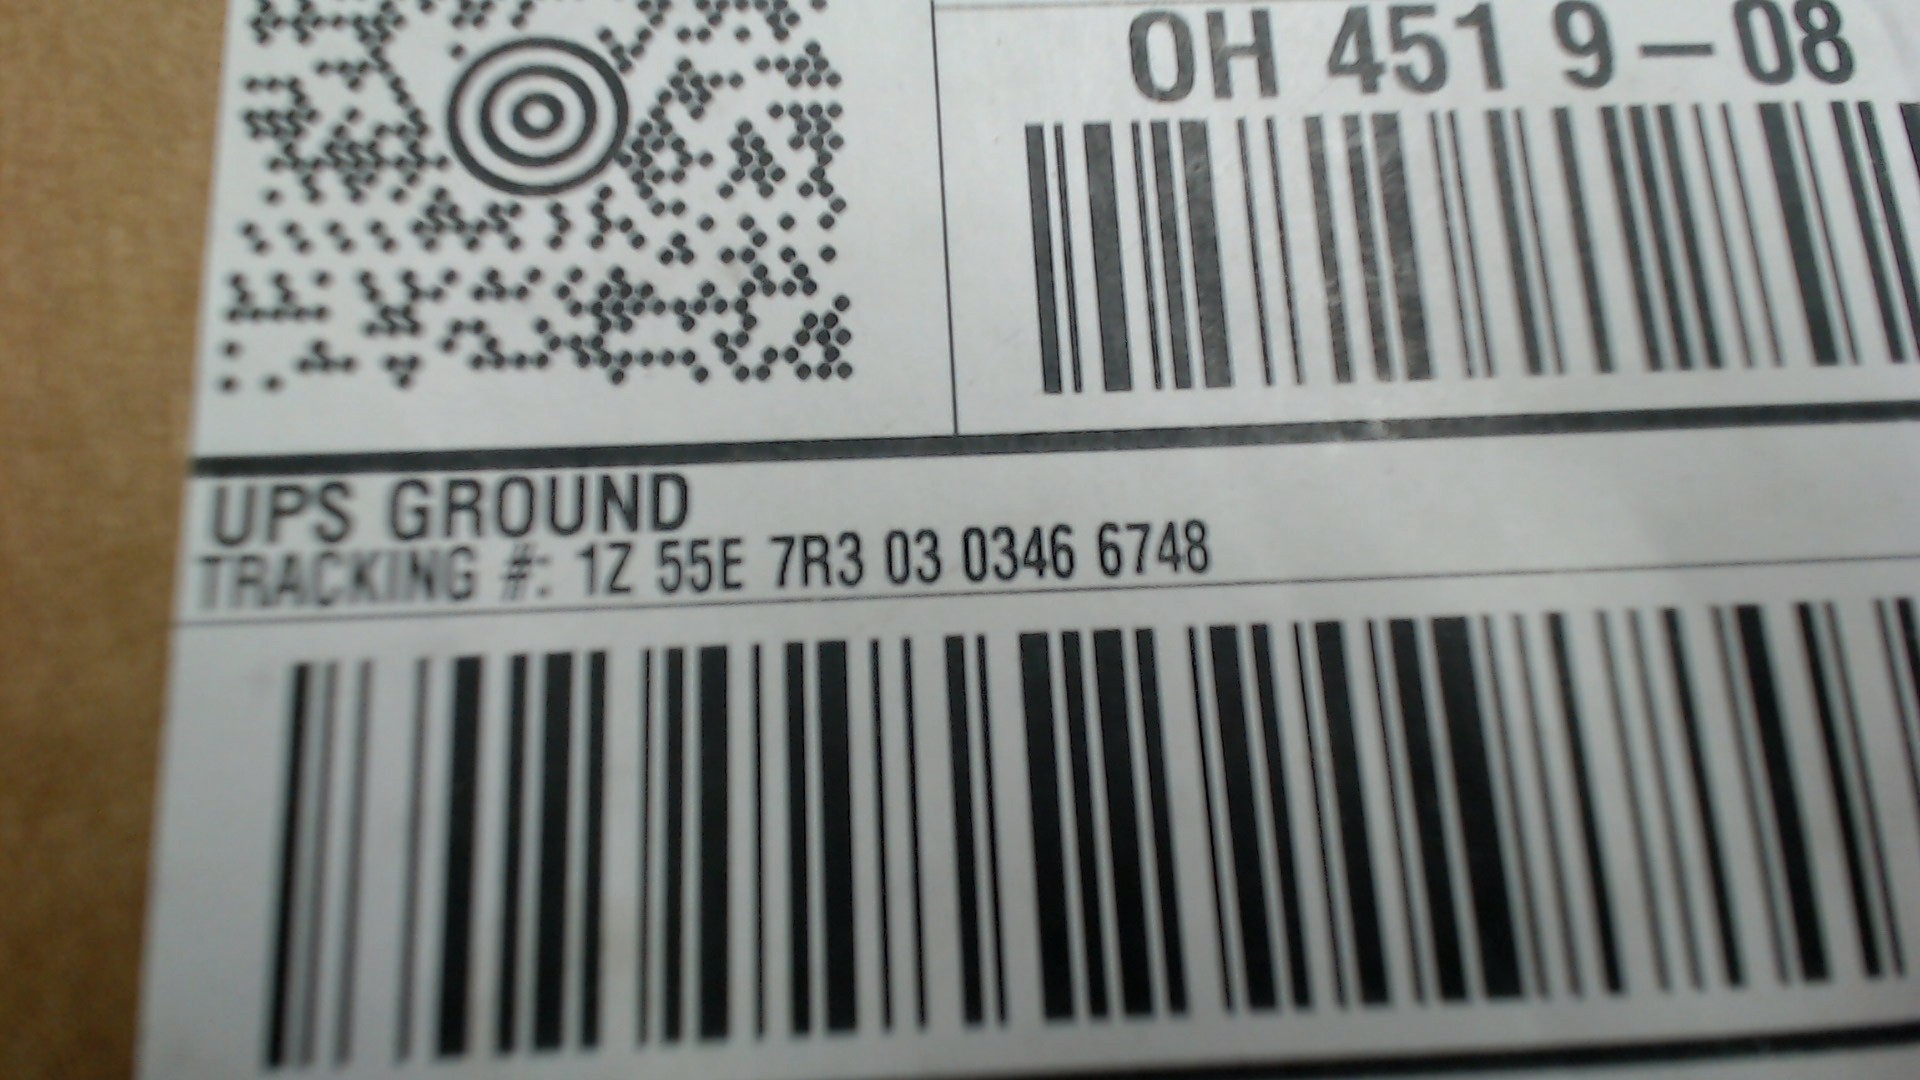 OH 451 9-08
UPS GROUND
TRACKING #: 1Z 55E 7R3 03 0346 6748